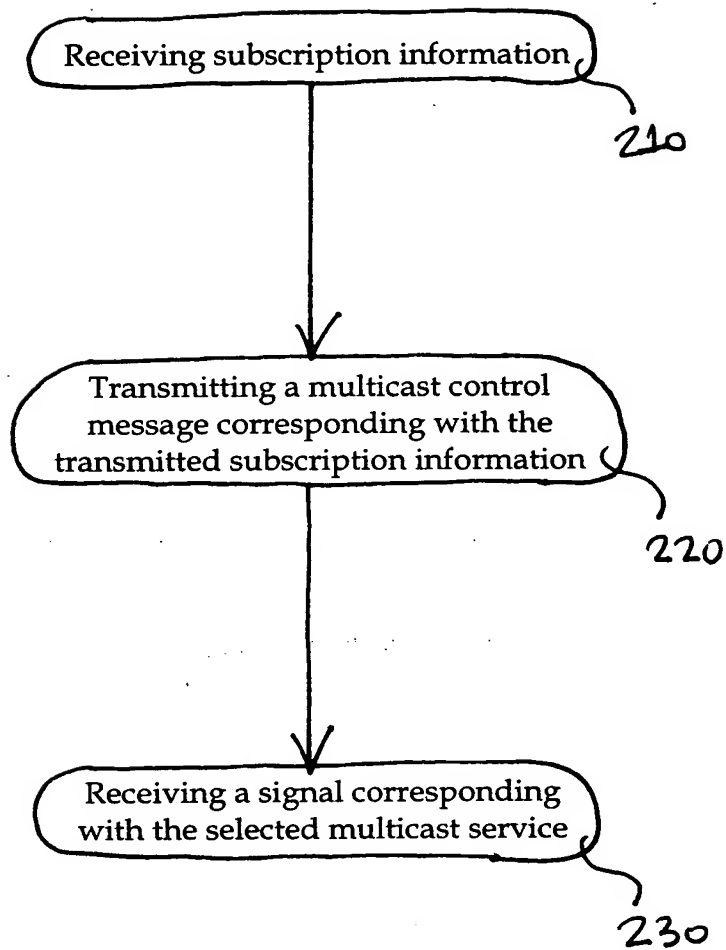 Receiving subscription information
210
Transmitting a multicast control
message corresponding with the
transmitted subscription information
220
Receiving a signal corresponding
with the selected multicast service
230